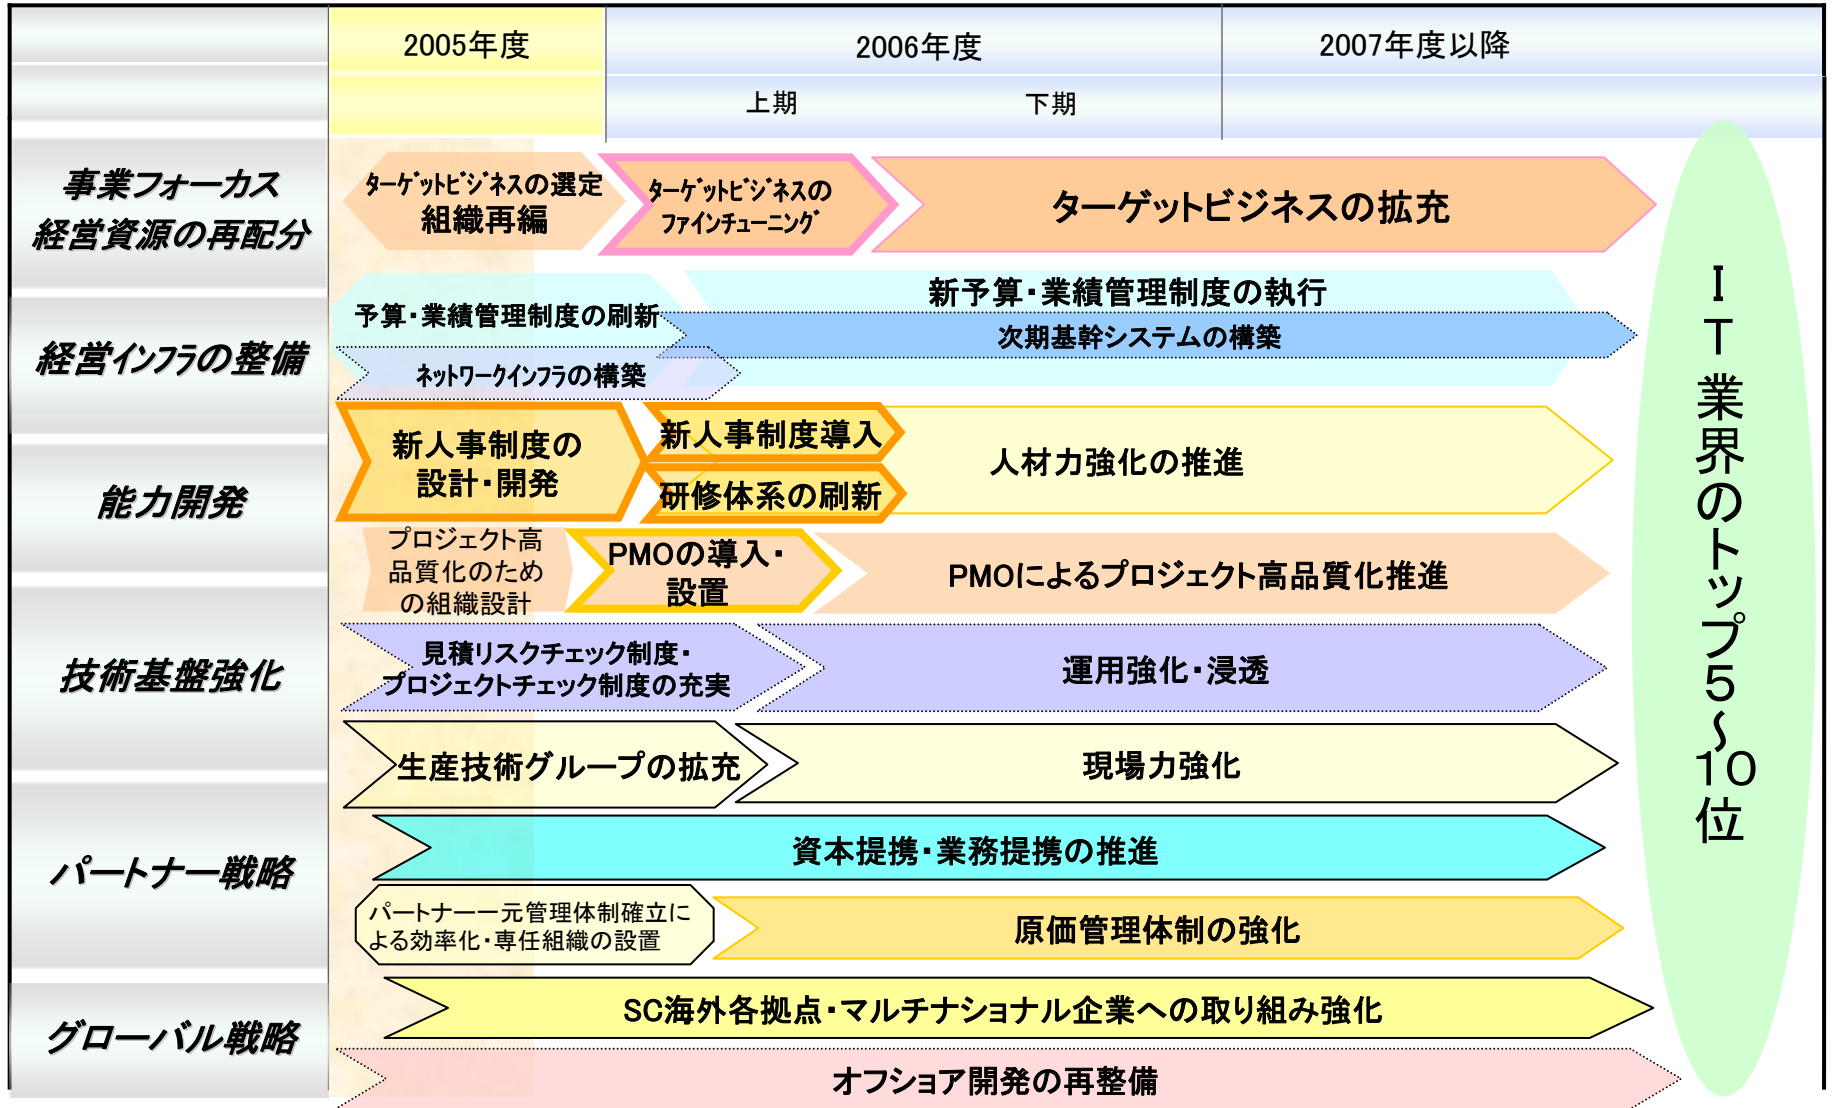 2005年度
2006年度
2007年度以降
上期
下期
事業フォーカス
経営資源の再配分
ﾀｰｹﾞｯﾄﾋﾞｼﾞﾈｽの選定
組織再編
ﾀｰｹﾞｯﾄﾋﾞｼﾞﾈｽの
ﾌｧｲﾝﾁｭｰﾆﾝｸﾞ
ターゲットビジネスの拡充
経営ｲﾝﾌﾗの整備
予算・業績管理制度の刷新
新予算・業績管理制度の執行
次期基幹システムの構築
ﾈｯﾄﾜｰｸｲﾝﾌﾗの構築
能力開発
新人事制度の
設計・開発
新人事制度導入
研修体系の刷新
人材力強化の推進
技術基盤強化
プロジェクト高
品質化のため
の組織設計
PMOの導入・
設置
PMOによるプロジェクト高品質化推進
見積リスクチェック制度・
プロジェクトチェック制度の充実
運用強化・浸透
生産技術グループの拡充
現場力強化
パートナー戦略
資本提携・業務提携の推進
パートナー一元管理体制確立に
よる効率化・専任組織の設置
原価管理体制の強化
グローバル戦略
SC海外各拠点・マルチナショナル企業への取り組み強化
オフショア開発の再整備
ＩＴ業界のトップ５～10位